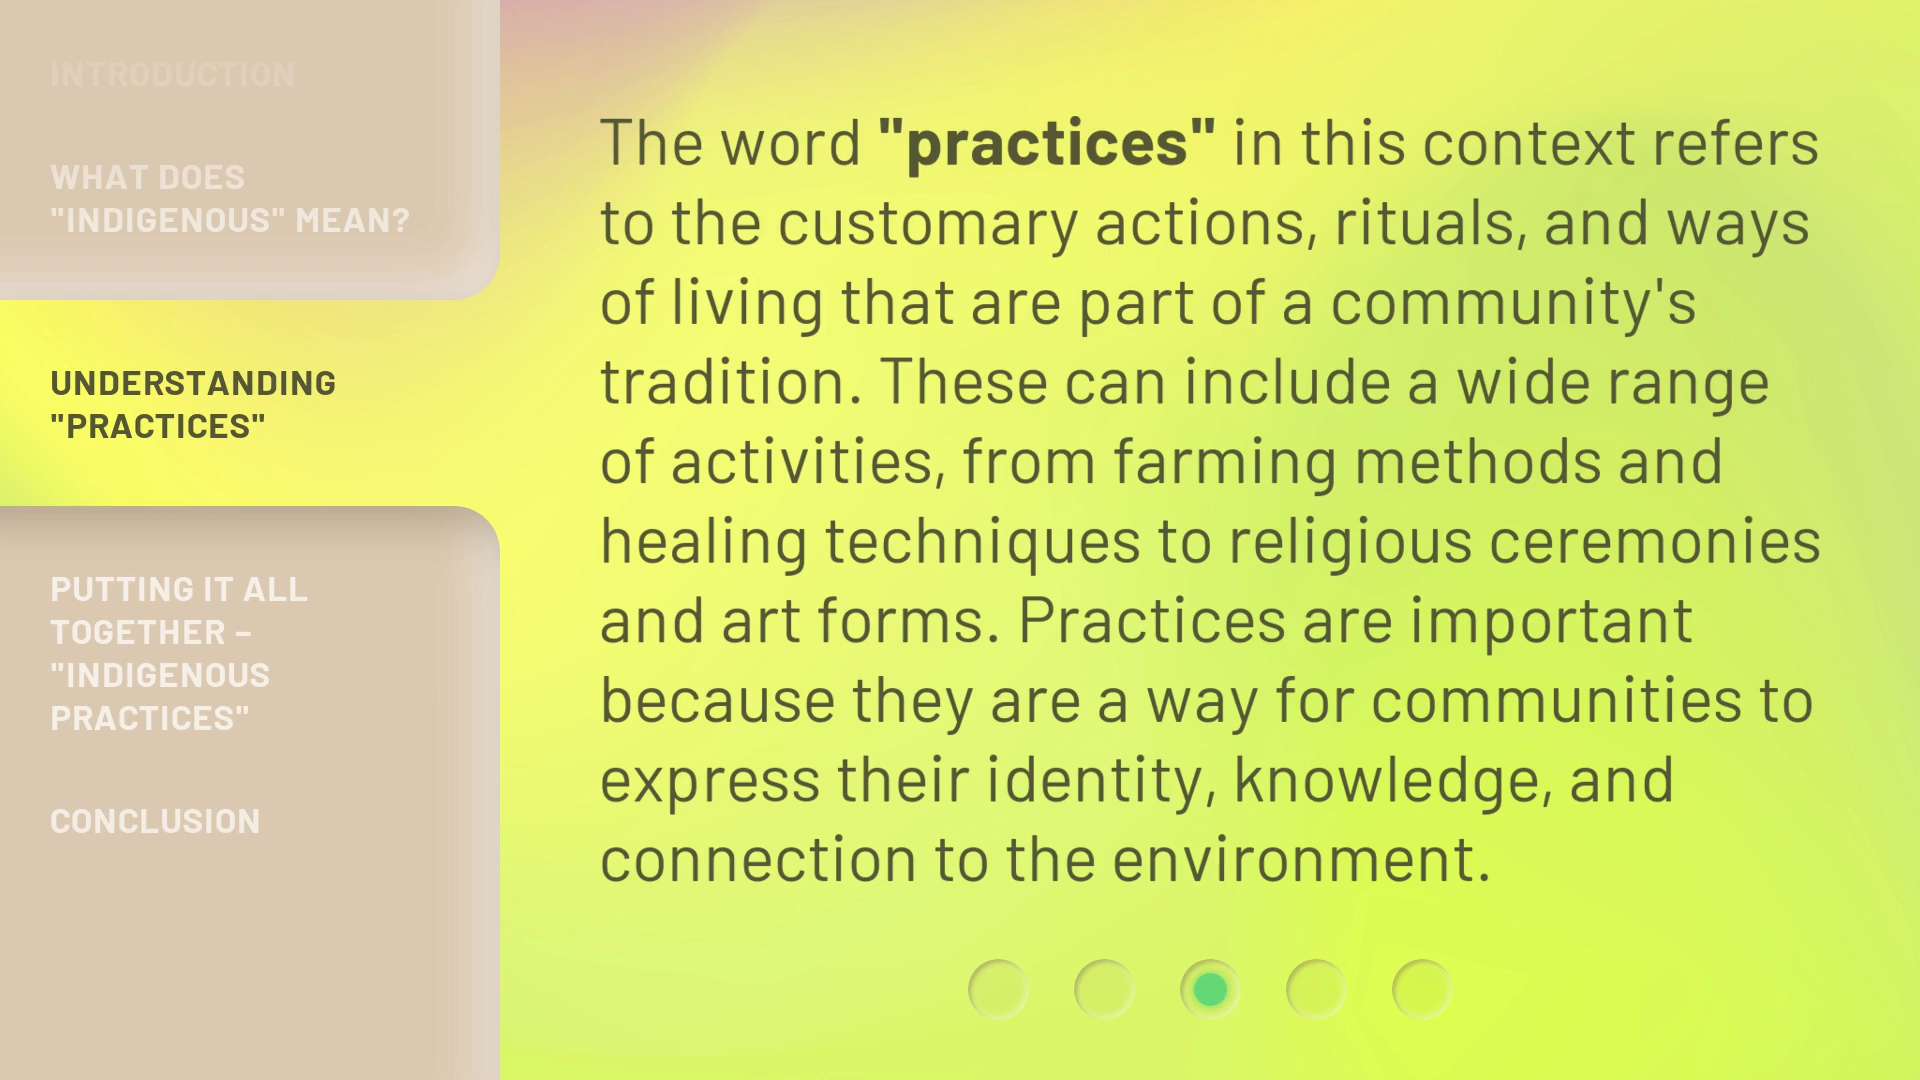 INTRODUCTION
WHAT DOES
"INDIGENOUS" MEAN?
UNDERSTANDING
"PRACTICES"
PUTTING IT ALL
TOGETHER –
"INDIGENOUS
PRACTICES"
CONCLUSION
The word "practices" in this context refers
to the customary actions, rituals, and ways
of living that are part of a community's
tradition. These can include a wide range
of activities, from farming methods and
healing techniques to religious ceremonies
and art forms. Practices are important
because they are a way for communities to
express their identity, knowledge, and
connection to the environment.